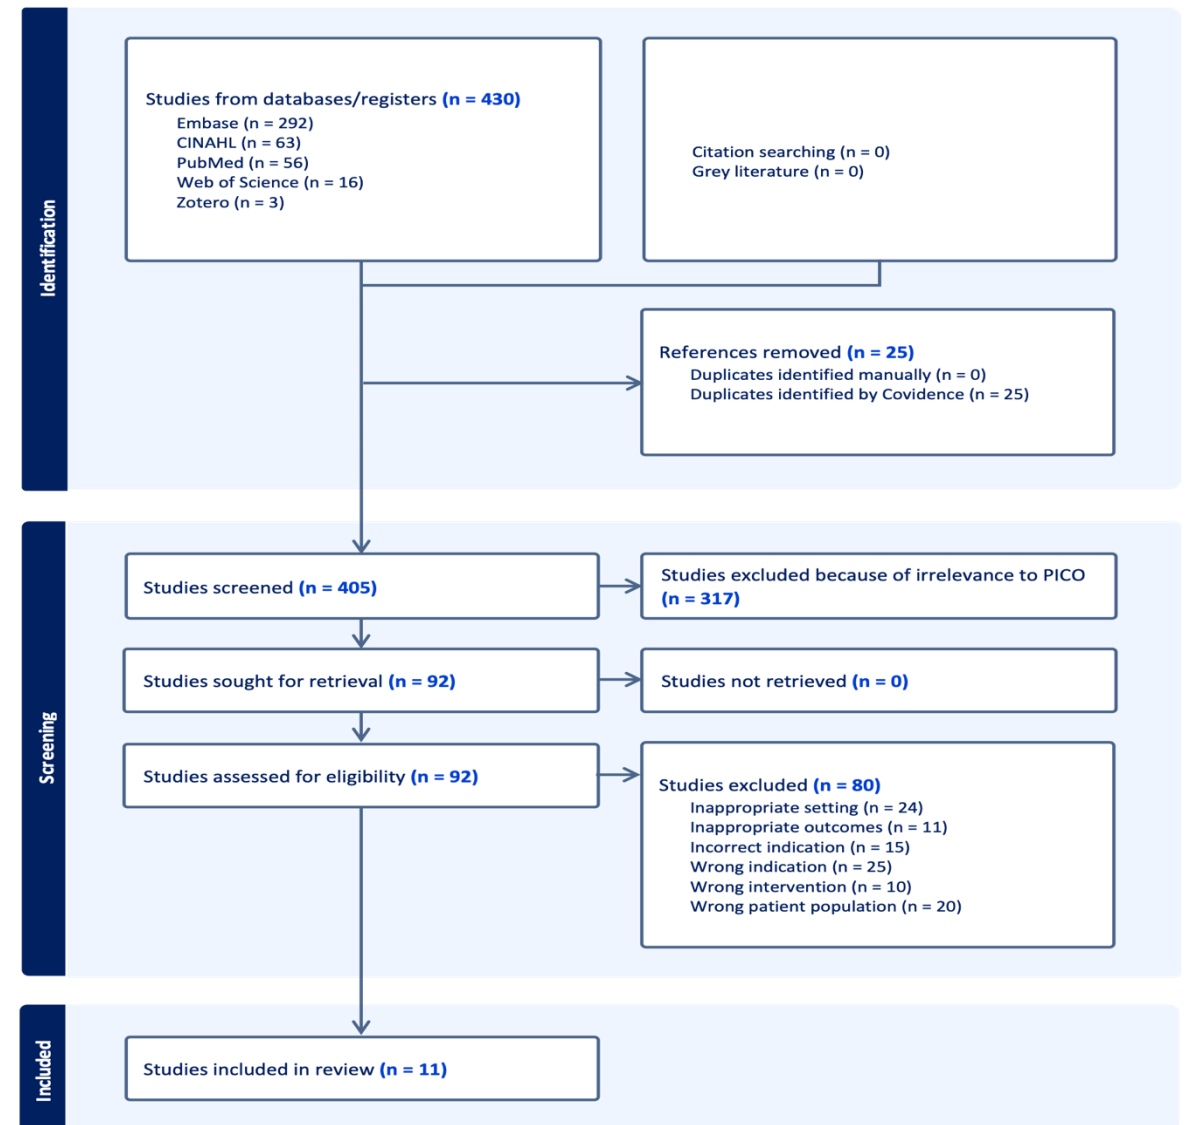 Identification
Studies from databases/registers (n = 430)
Embase (n = 292)
CINAHL (n = 63)
PubMed (n = 56)
Web of Science (n = 16)
Zotero (n = 3)
Citation searching (n = 0)
Grey literature (n = 0)
References removed (n = 25)
Duplicates identified manually (n = 0)
Duplicates identified by Covidence (n = 25)
Screening
Studies screened (n = 405)
Studies excluded because of irrelevance to PICO
(n = 317)
Studies sought for retrieval (n = 92)
Studies not retrieved (n = 0)
Studies assessed for eligibility (n = 92)
Studies excluded (n = 80)
Inappropriate setting (n = 24)
Inappropriate outcomes (n = 11)
Incorrect indication (n = 15)
Wrong indication (n = 25)
Wrong intervention (n = 10)
Wrong patient population (n = 20)
Included
Studies included in review (n = 11)